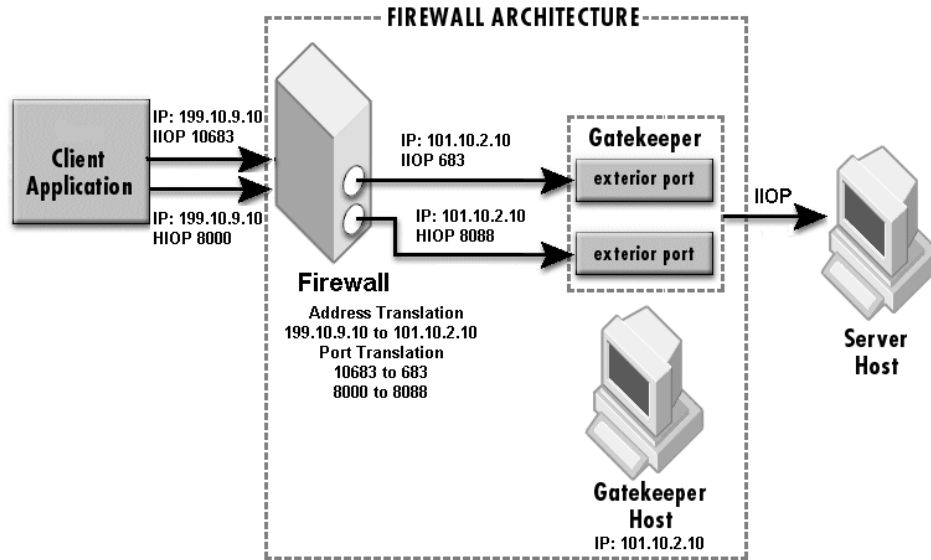 FIREWALL ARCHITECTURE
Client
Application
IP: 199.10.9.10
IIOP 10683
IP: 199.10.9.10
HIOP 8000
IP: 101.10.2.10
IIOP 683
IP: 101.10.2.10
HIOP 8088
Firewall
Address Translation
199.10.9.10 to 101.10.2.10
Port Translation
10683 to 683
8000 to 8088
Gatekeeper
exterior port
exterior port
IIOP
Server
Host
Gatekeeper
Host
IP: 101.10.2.10